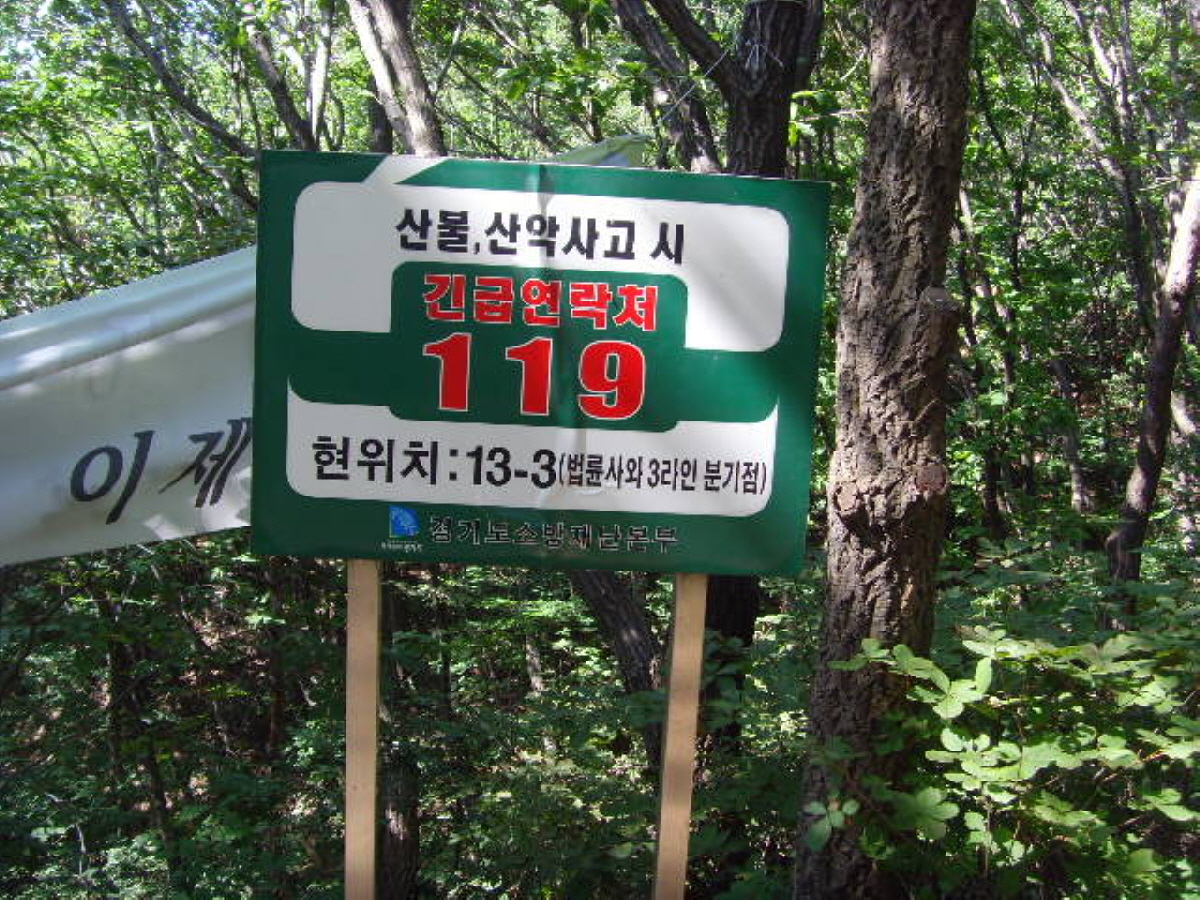 산불,산악사고 시
긴급연락처
119
현위치:13-3(법륜사와 3라인 분기점)
경기도소방재난본부
이 제